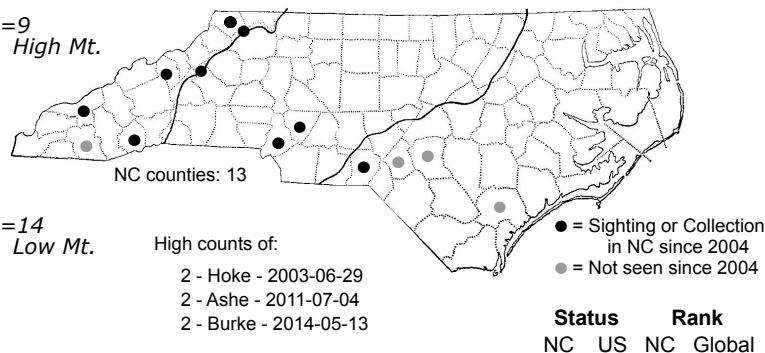 =9
High Mt.
NC counties: 13
=14
Low Mt.
High counts of:
2 - Hoke - 2003-06-29
2 - Ashe - 2011-07-04
2 - Burke - 2014-05-13
= Sighting or Collection
in NC since 2004
= Not seen since 2004
Status Rank
NC US NC Global